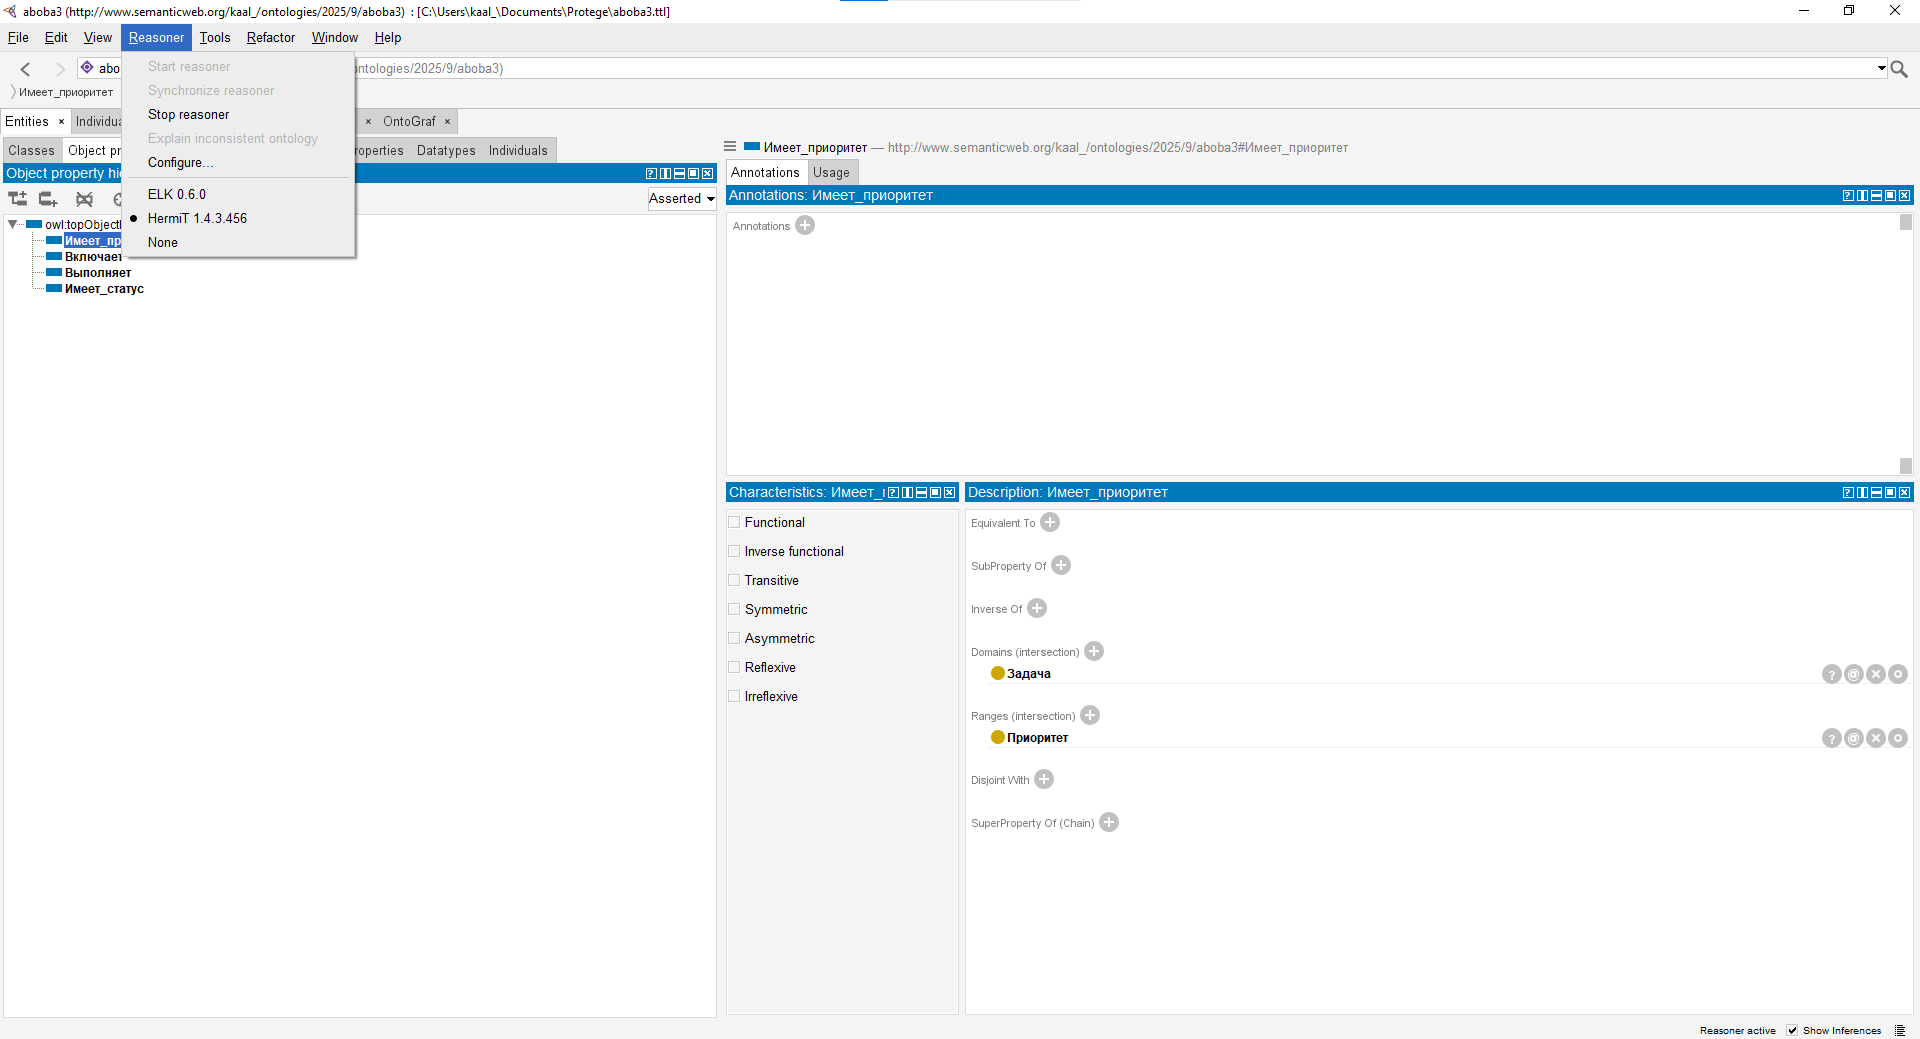 aboba3 (http://www.semanticweb.org/kaal_/ontologies/2025/9/aboba3) : [C:\Users\kaal_\Documents\Protege\aboba3.ttl]
File Edit View Reasoner Tools Refactor Window Help
abo
ntologies/2025/9/aboba3)
Имеет_приоритет
Start reasoner
Synchronize reasoner
Stop reasoner
Explain inconsistent ontology
Configure...
ELK 0.6.0
HermiT 1.4.3.456
None
Entities × Individua × OntoGraf ×
Classes Object pr roperties Datatypes Individuals
Object property hi
Asserted
owl:topObject
Имеет_пр
Включает
Выполняет
Имеет_статус
Имеет_приоритет — http://www.semanticweb.org/kaal_/ontologies/2025/9/aboba3#Имеет_приоритет
Annotations Usage
Annotations: Имеет_приоритет
Annotations
Characteristics: Имеет_
Functional
Inverse functional
Transitive
Symmetric
Asymmetric
Reflexive
Irreflexive
Description: Имеет_приоритет
Equivalent To
SubProperty Of
Inverse Of
Domains (intersection)
Задача
Ranges (intersection)
Приоритет
Disjoint With
SuperProperty Of (Chain)
Reasoner active Show Inferences